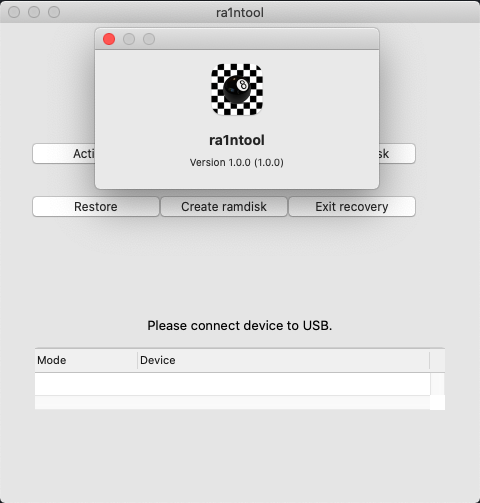 ra1ntool
8
ra1ntool
Version 1.0.0 (1.0.0)
Acti
sk
Restore
Create ramdisk
Exit recovery
Please connect device to USB.
Mode
Device